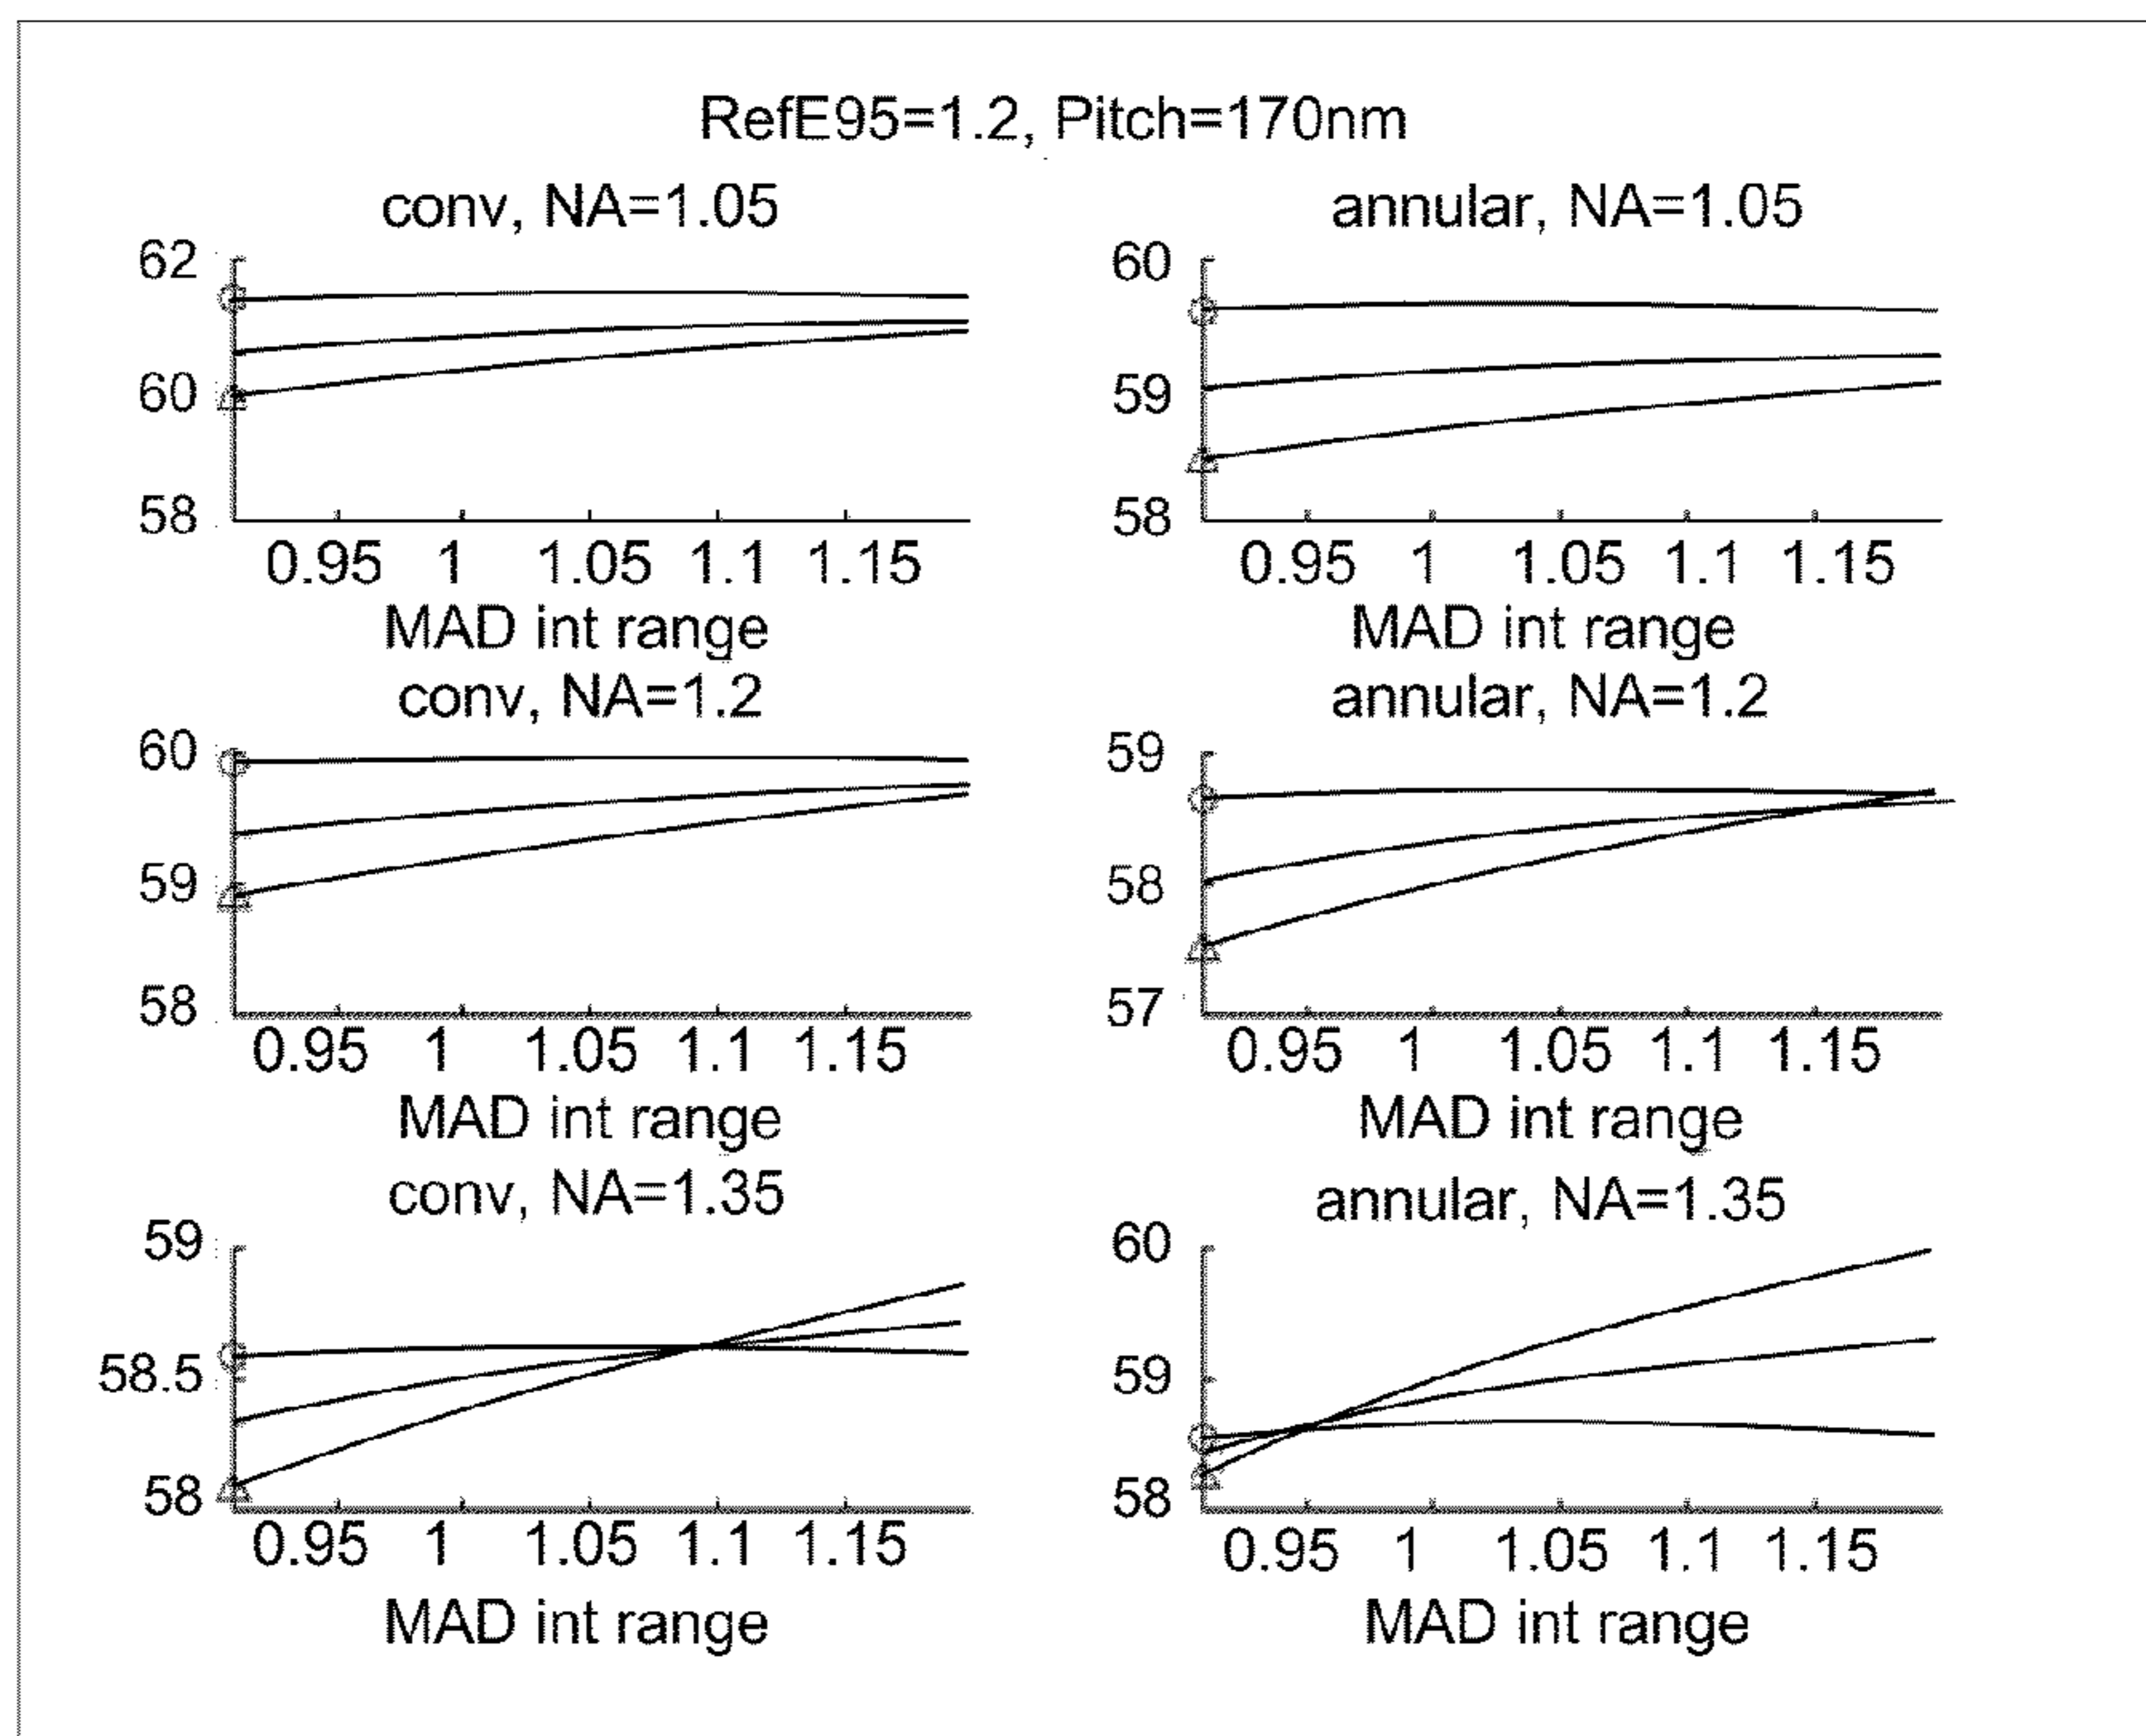 RefE95=1.2, Pitch=170nm
conv, NA=1.05
62
60
58
0.95 1 1.05 1.1 1.15
MAD int range
annular, NA=1.05
60
59
58
0.95 1 1.05 1.1 1.15
MAD int range
conv, NA=1.2
60
59
58
0.95 1 1.05 1.1 1.15
MAD int range
annular, NA=1.2
59
58
57
0.95 1 1.05 1.1 1.15
MAD int range
conv, NA=1.35
59
58.5
58
0.95 1 1.05 1.1 1.15
MAD int range
annular, NA=1.35
60
59
58
0.95 1 1.05 1.1 1.15
MAD int range